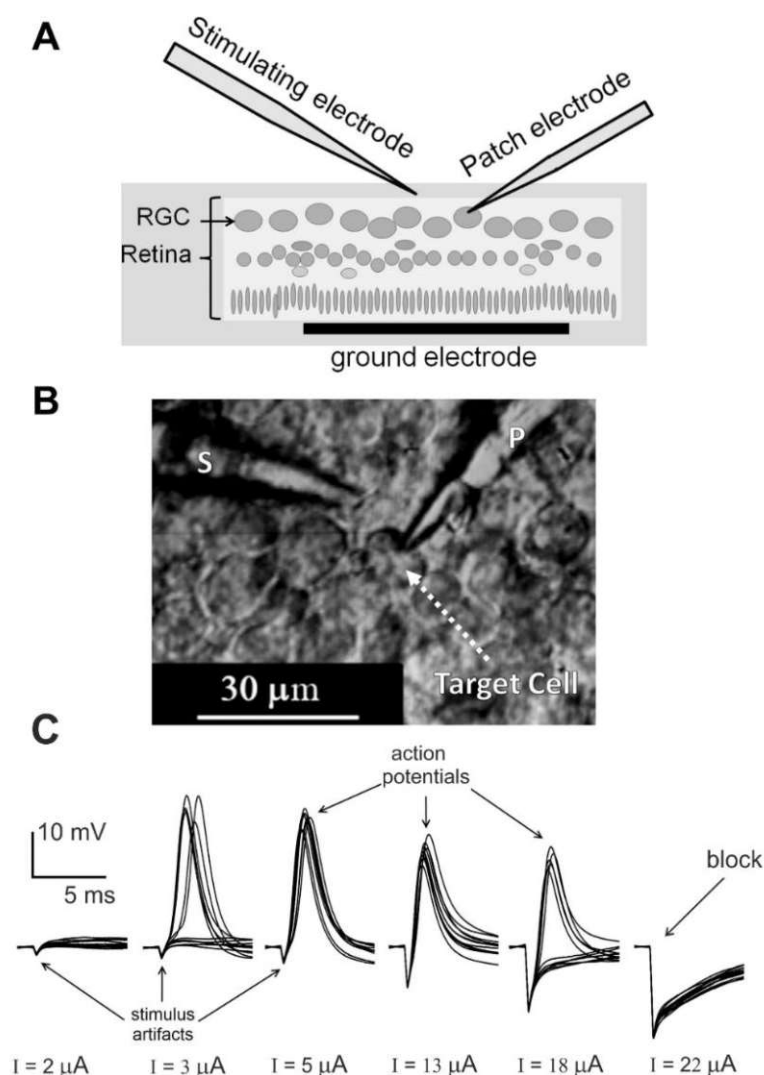 A
Stimulating electrode
Patch electrode
RGC
Retina
ground electrode
B
S
P
Target Cell
30 μm
C
action
potentials
10 mV
5 ms
block
stimulus
artifacts
I = 2 μA
I = 3 μA
I = 5 μA
I = 13 μA
I = 18 μA
I = 22 μA